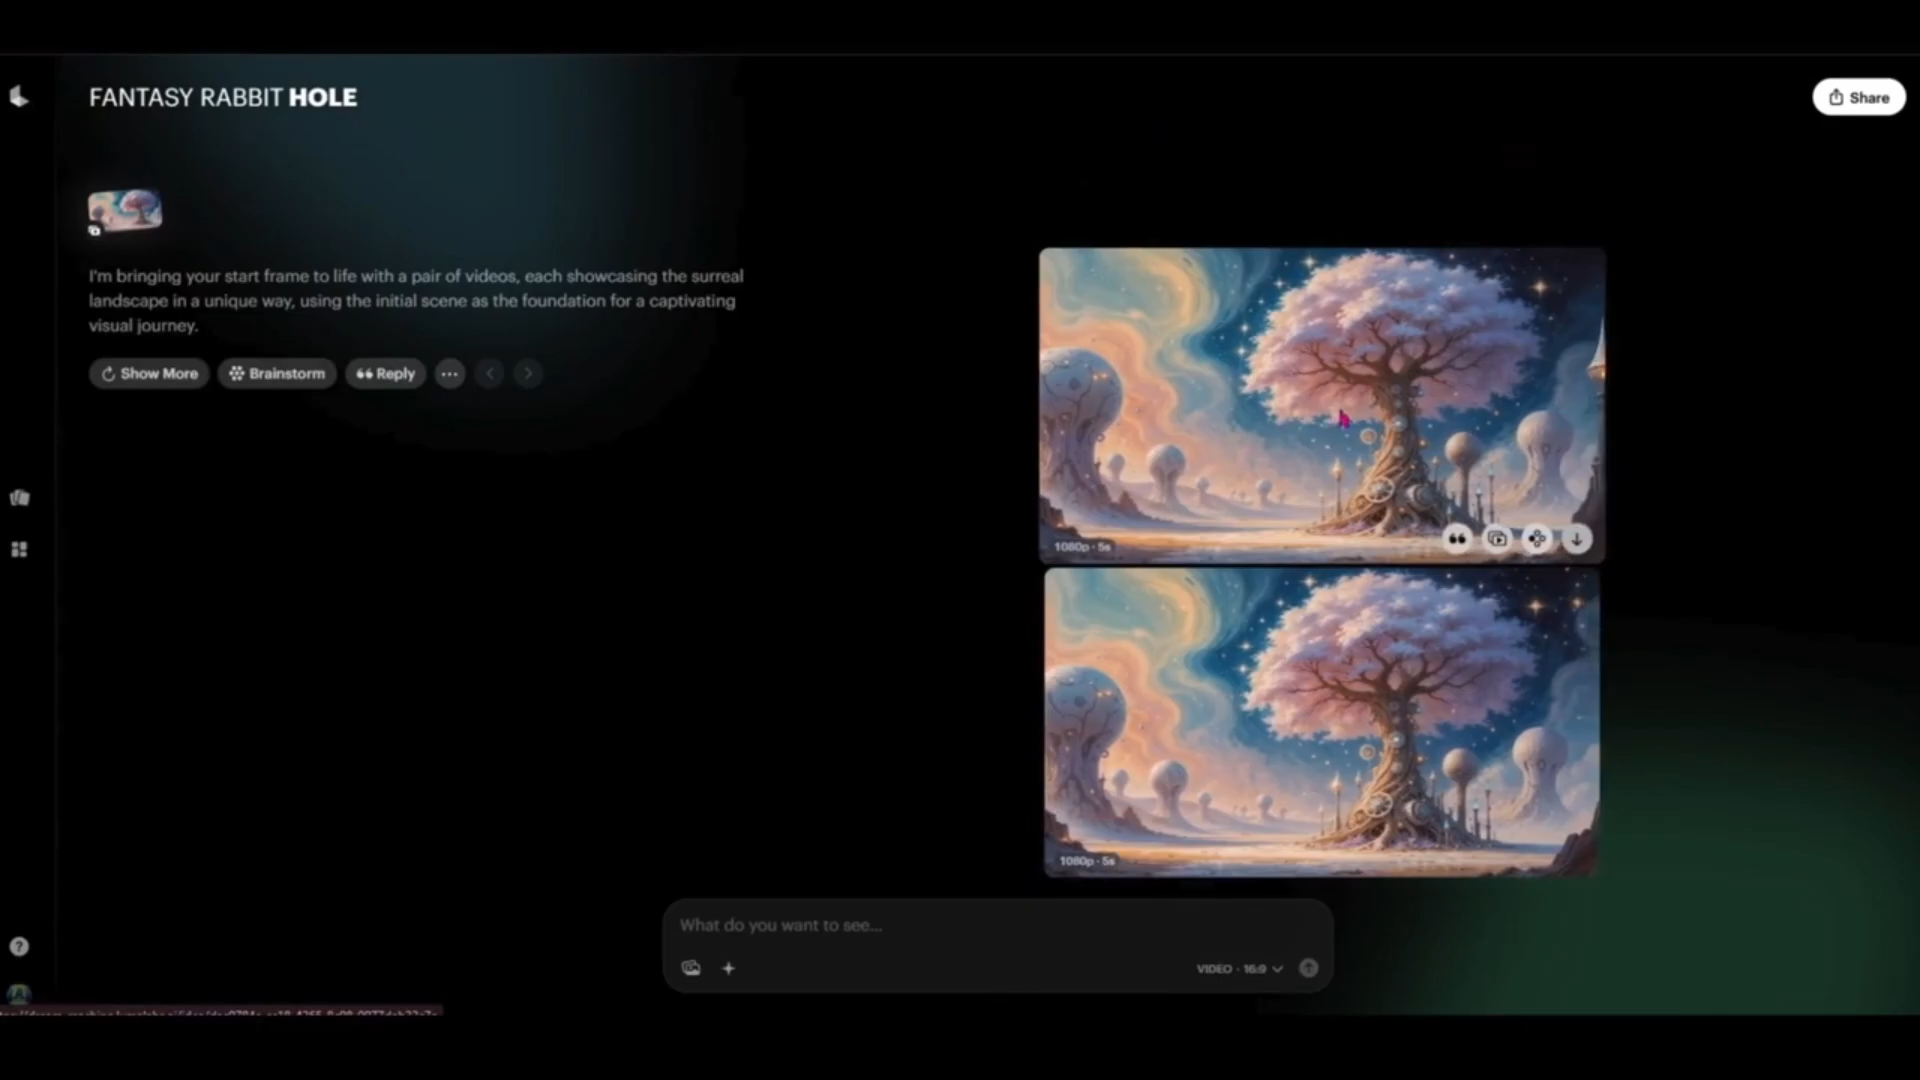 FANTASY RABBIT HOLE
Share
I'm bringing your start frame to life with a pair of videos, each showcasing the surreal
landscape in a unique way, using the initial scene as the foundation for a captivating
visual journey.
Show More
Brainstorm
Reply
1080p · 5s
1080p · 5s
What do you want to see...
VIDEO · 16:9